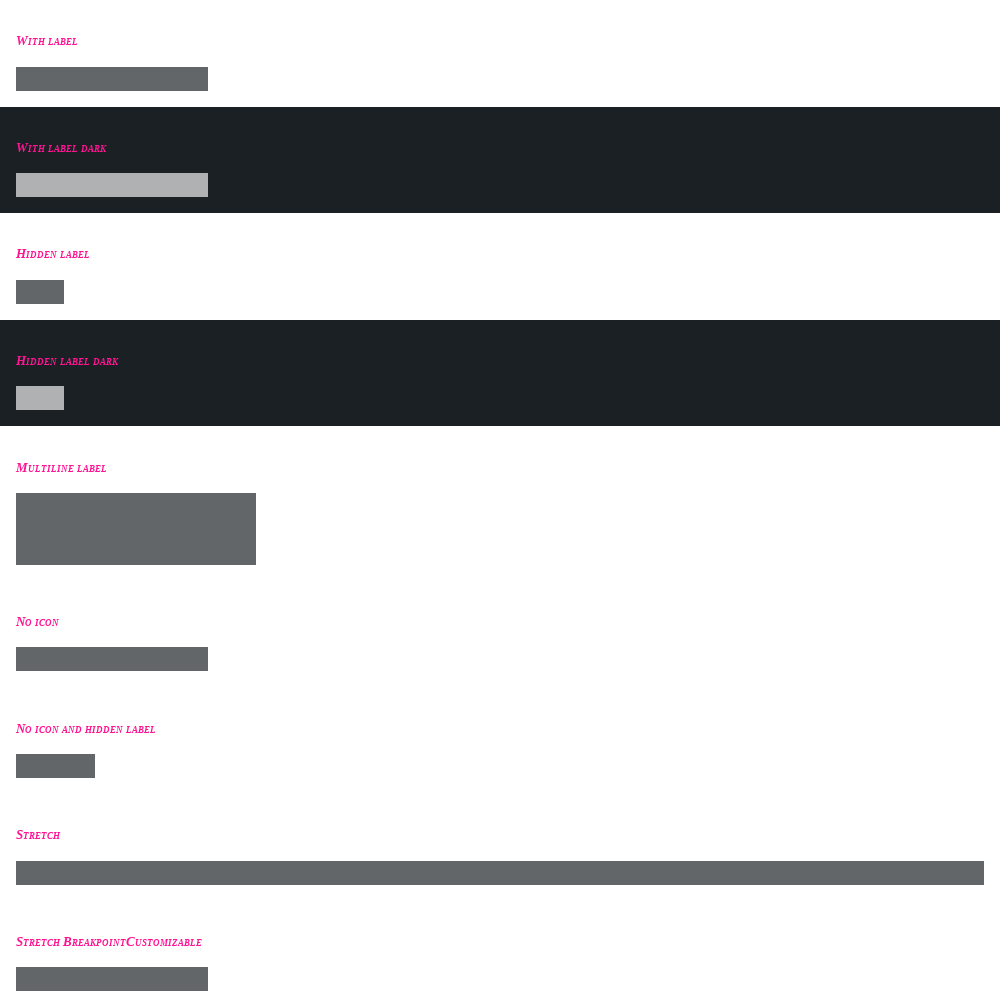 With label
With label dark
Hidden label
Hidden label dark
Multiline label
No icon
No icon and hidden label
Stretch
Stretch BreakpointCustomizable